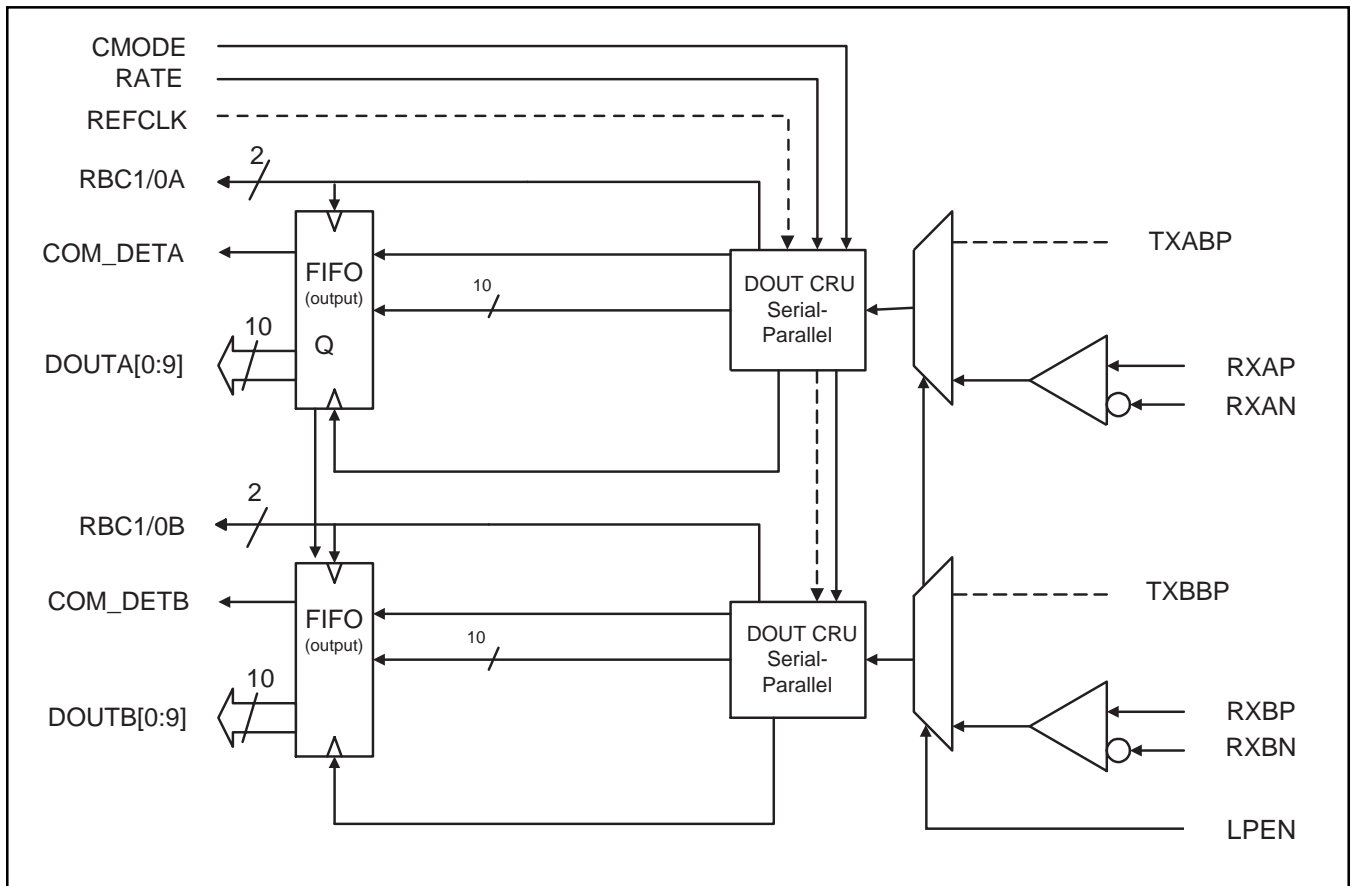 CMODE
RATE
REFCLK
2
RBC1/0A
COM_DETA
FIFO
(output)
Q
10
DOUTA[0:9]
10
DOUT CRU
Serial-
Parallel
TXABP
RXAP
RXAN
2
RBC1/0B
COM_DETB
FIFO
(output)
10
DOUTB[0:9]
10
DOUT CRU
Serial-
Parallel
TXBBP
RXBP
RXBN
LPEN